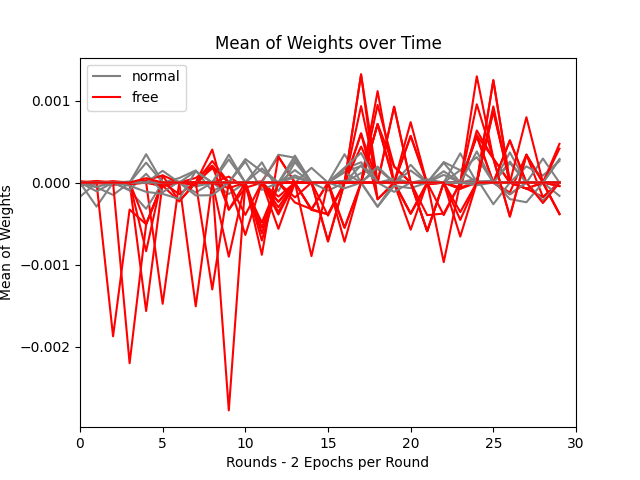 Mean of Weights over Time
normal
free
0.001
0.000
−0.001
−0.002
Mean of Weights
0 5 10 15 20 25 30
Rounds - 2 Epochs per Round